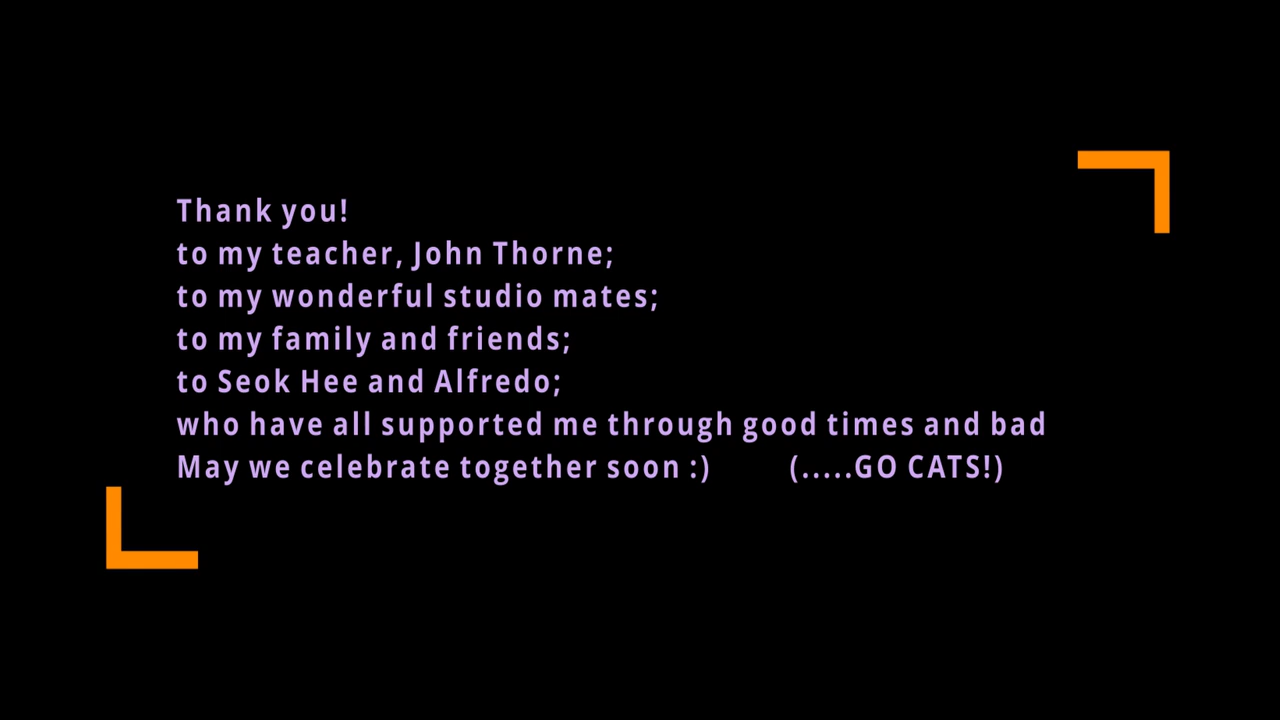 Thank you!
to my teacher, John Thorne;
to my wonderful studio mates;
to my family and friends;
to Seok Hee and Alfredo;
who have all supported me through good times and bad
May we celebrate together soon :) (.....GO CATS!)